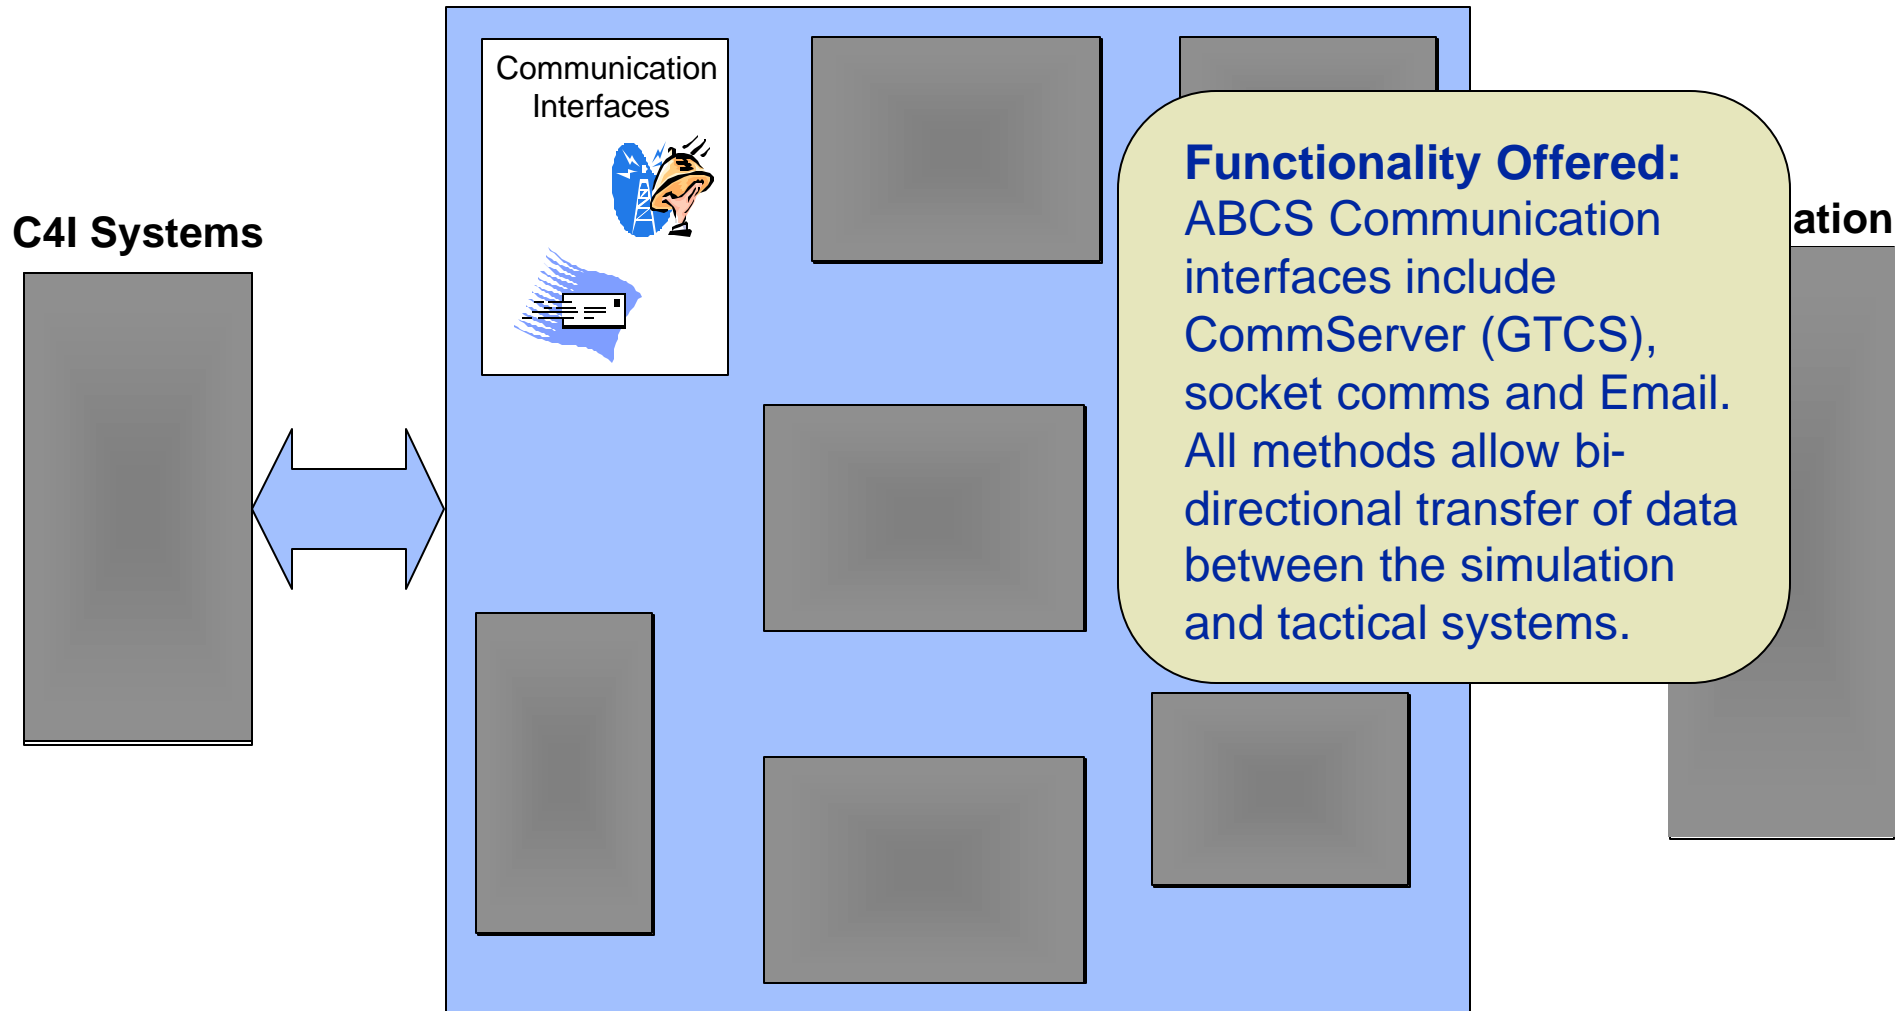 Communication
Interfaces
C4I Systems
Functionality Offered:
ABCS Communication
interfaces include
CommServer (GTCS),
socket comms and Email.
All methods allow bi-
directional transfer of data
between the simulation
and tactical systems.
ation